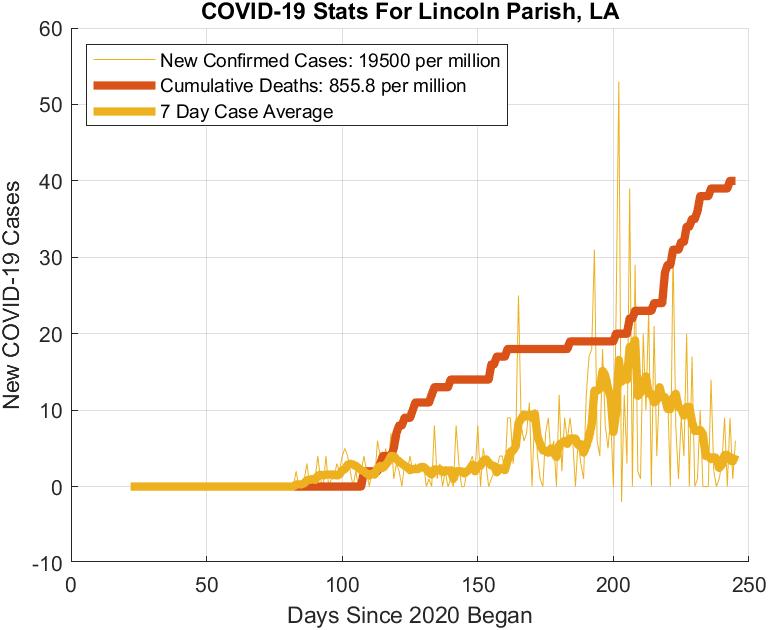 COVID-19 Stats For Lincoln Parish, LA
60
50
40
30
20
10
0
-10
New COVID-19 Cases
New Confirmed Cases: 19500 per million
Cumulative Deaths: 855.8 per million
7 Day Case Average
0 50 100 150 200 250
Days Since 2020 Began